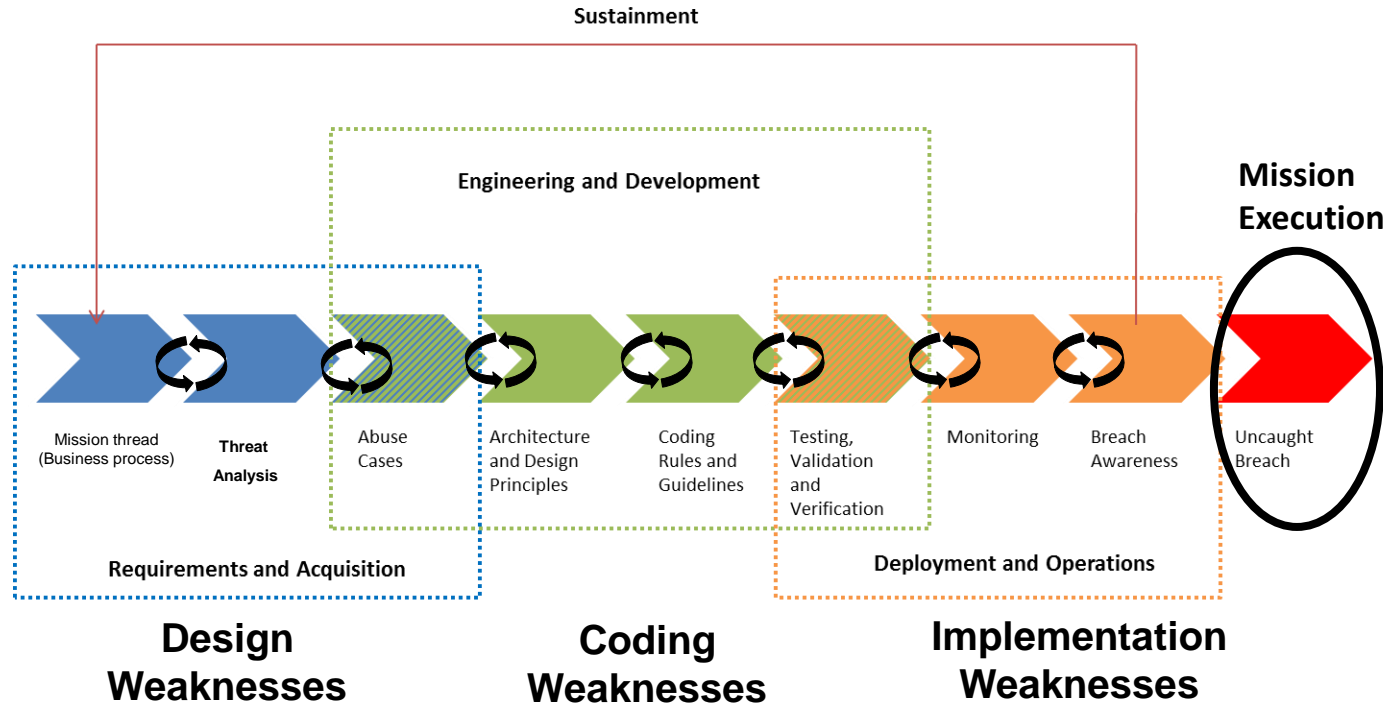 Sustainment
Engineering and Development
Mission
Execution
Mission thread
(Business process)
Threat
Analysis
Abuse
Cases
Architecture
and Design
Principles
Coding
Rules and
Guidelines
Testing,
Validation
and
Verification
Monitoring
Breach
Awareness
Uncaught
Breach
Requirements and Acquisition
Deployment and Operations
Design
Weaknesses
Coding
Weaknesses
Implementation
Weaknesses